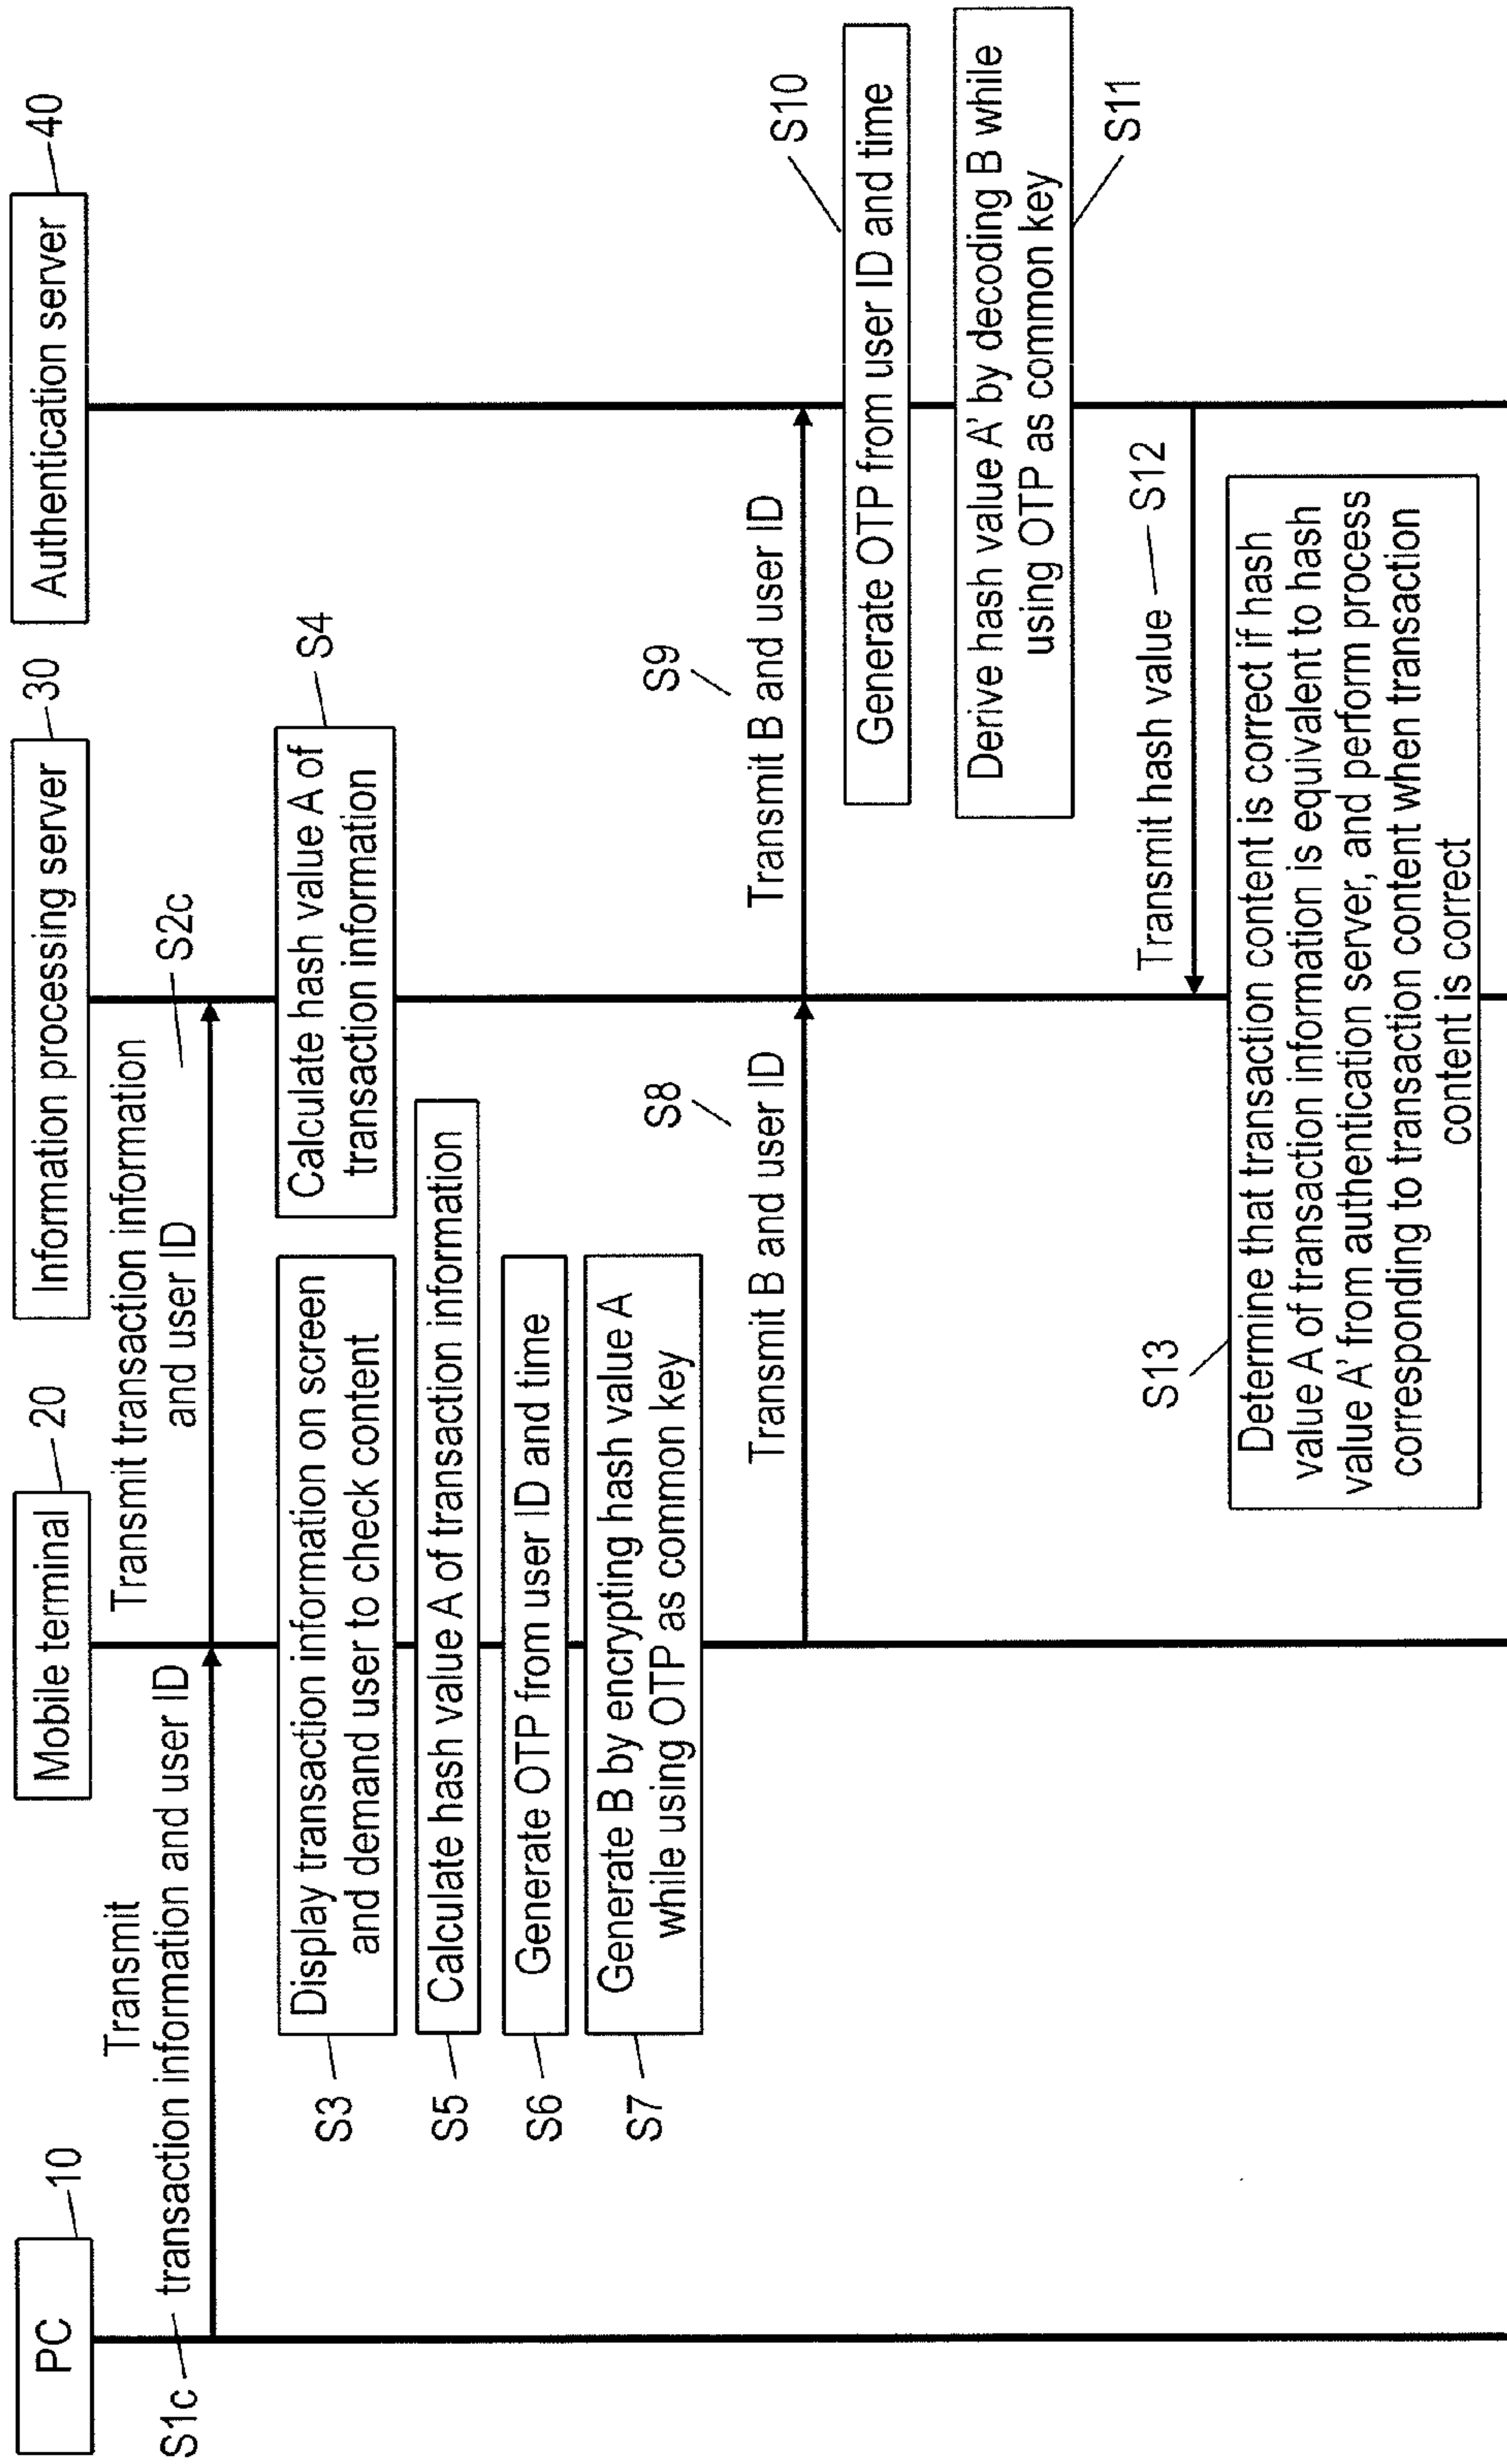 PC
10
Mobile terminal
20
Information processing server
30
Authentication server
40
S1c
Transmit
transaction information and user ID
Transmit transaction information
and user ID
S2c
S3
Display transaction information on screen
and demand user to check content
Calculate hash value A of
transaction information
S4
S5
Calculate hash value A of transaction information
S6
Generate OTP from user ID and time
S7
Generate B by encrypting hash value A
while using OTP as common key
S8
Transmit B and user ID
S9
Transmit B and user ID
S10
Generate OTP from user ID and time
Derive hash value A' by decoding B while
using OTP as common key
S11
Transmit hash value
S12
S13
Determine that transaction content is correct if hash
value A of transaction information is equivalent to hash
value A' from authentication server, and perform process
corresponding to transaction content when transaction
content is correct